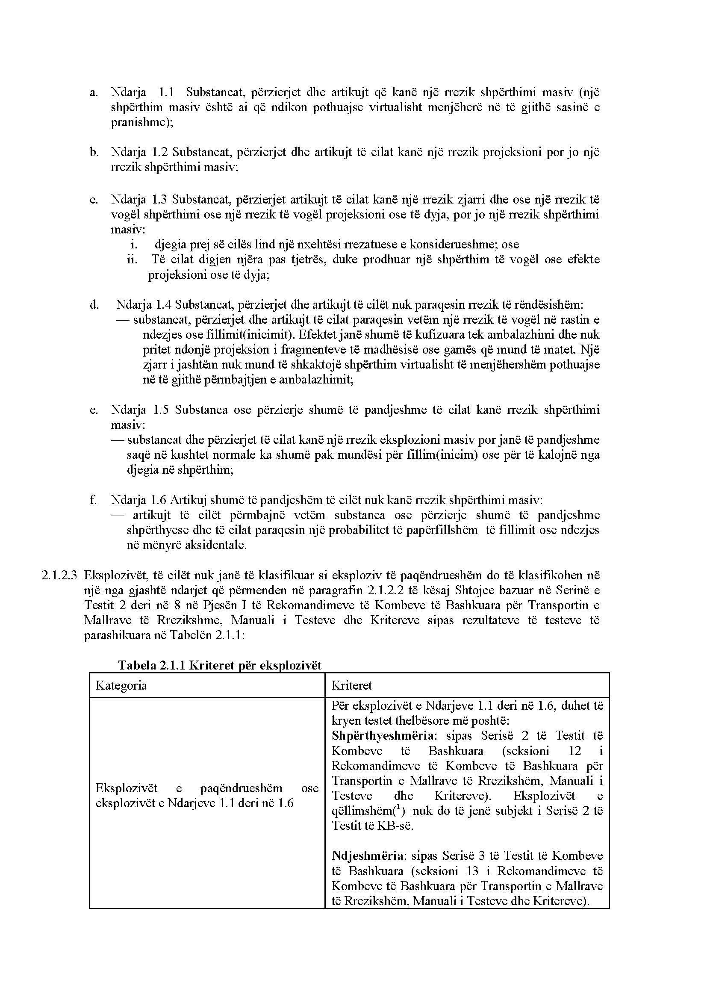 a. Ndarja 1.1 Substancat, përzierjet dhe artikujt që kanë një rrezik shpërthimi masiv (një
shpërthim masiv është ai që ndikon pothuajse virtualisht menjëherë në të gjithë sasinë e
pranishme);
b. Ndarja 1.2 Substancat, përzierjet dhe artikujt të cilat kanë një rrezik projeksioni por jo një
rrezik shpërthimi masiv;
c. Ndarja 1.3 Substancat, përzierjet artikujt të cilat kanë një rrezik zjarri dhe ose një rrezik të
vogël shpërthimi ose një rrezik të vogël projeksioni ose të dyja, por jo një rrezik shpërthimi
masiv:
i. djegia prej së cilës lind një nxehtësi rrezatuese e konsiderueshme; ose
ii. Të cilat digjen njëra pas tjetrës, duke prodhuar një shpërthim të vogël ose efekte
projeksioni ose të dyja;
d. Ndarja 1.4 Substancat, përzierjet dhe artikujt të cilët nuk paraqesin rrezik të rëndësishëm:
— substancat, përzierjet dhe artikujt të cilat paraqesin vetëm një rrezik të vogël në rastin e
ndezjes ose fillimit(inicimit). Efektet janë shumë të kufizuara tek ambalazhimi dhe nuk
pritet ndonjë projeksion i fragmenteve të madhësisë ose gamës që mund të matet. Një
zjarr i jashtëm nuk mund të shkaktojë shpërthim virtualisht të menjëhershëm pothuajse
në të gjithë përmbajtjen e ambalazhimit;
e. Ndarja 1.5 Substanca ose përzierje shumë të pandjeshme të cilat kanë rrezik shpërthimi
masiv:
— substancat dhe përzierjet të cilat kanë një rrezik eksplozioni masiv por janë të pandjeshme
saqë në kushtet normale ka shumë pak mundësi për fillim(inicim) ose për të kalojnë nga
djegia në shpërthim;
f. Ndarja 1.6 Artikuj shumë të pandjeshëm të cilët nuk kanë rrezik shpërthimi masiv:
— artikujt të cilët përmbajnë vetëm substanca ose përzierje shumë të pandjeshme
shpërthyese dhe të cilat paraqesin një probabilitet të papërfillshëm të fillimit ose ndezjes
në mënyrë aksidentale.
2.1.2.3 Eksplozivët, të cilët nuk janë të klasifikuar si eksploziv të paqëndrueshëm do të klasifikohen në
një nga gjashtë ndarjet që përmenden në paragrafin 2.1.2.2 të kësaj Shtojce bazuar në Serinë e
Testit 2 deri në 8 në Pjesën I të Rekomandimeve të Kombeve të Bashkuara për Transportin e
Mallrave të Rrezikshme, Manuali i Testeve dhe Kritereve sipas rezultateve të testeve të
parashikuara në Tabelën 2.1.1:
Tabela 2.1.1 Kriteret për eksplozivët
Kategoria
Kriteret
Eksplozivët e paqëndrueshëm ose
eksplozivët e Ndarjeve 1.1 deri në 1.6
Për eksplozivët e Ndarjeve 1.1 deri në 1.6, duhet të
kryen testet thelbësore më poshtë:
Shpërthyeshmëria: sipas Serisë 2 të Testit të
Kombeve të Bashkuara (seksioni 12 i
Rekomandimeve të Kombeve të Bashkuara për
Transportin e Mallrave të Rrezikshëm, Manuali i
Testeve dhe Kritereve). Eksplozivët e
qëllimshëm(¹) nuk do të jenë subjekt i Serisë 2 të
Testit të KB-së.
Ndjeshmëria: sipas Serisë 3 të Testit të Kombeve
të Bashkuara (seksioni 13 i Rekomandimeve të
Kombeve të Bashkuara për Transportin e Mallrave
të Rrezikshëm, Manuali i Testeve dhe Kritereve).